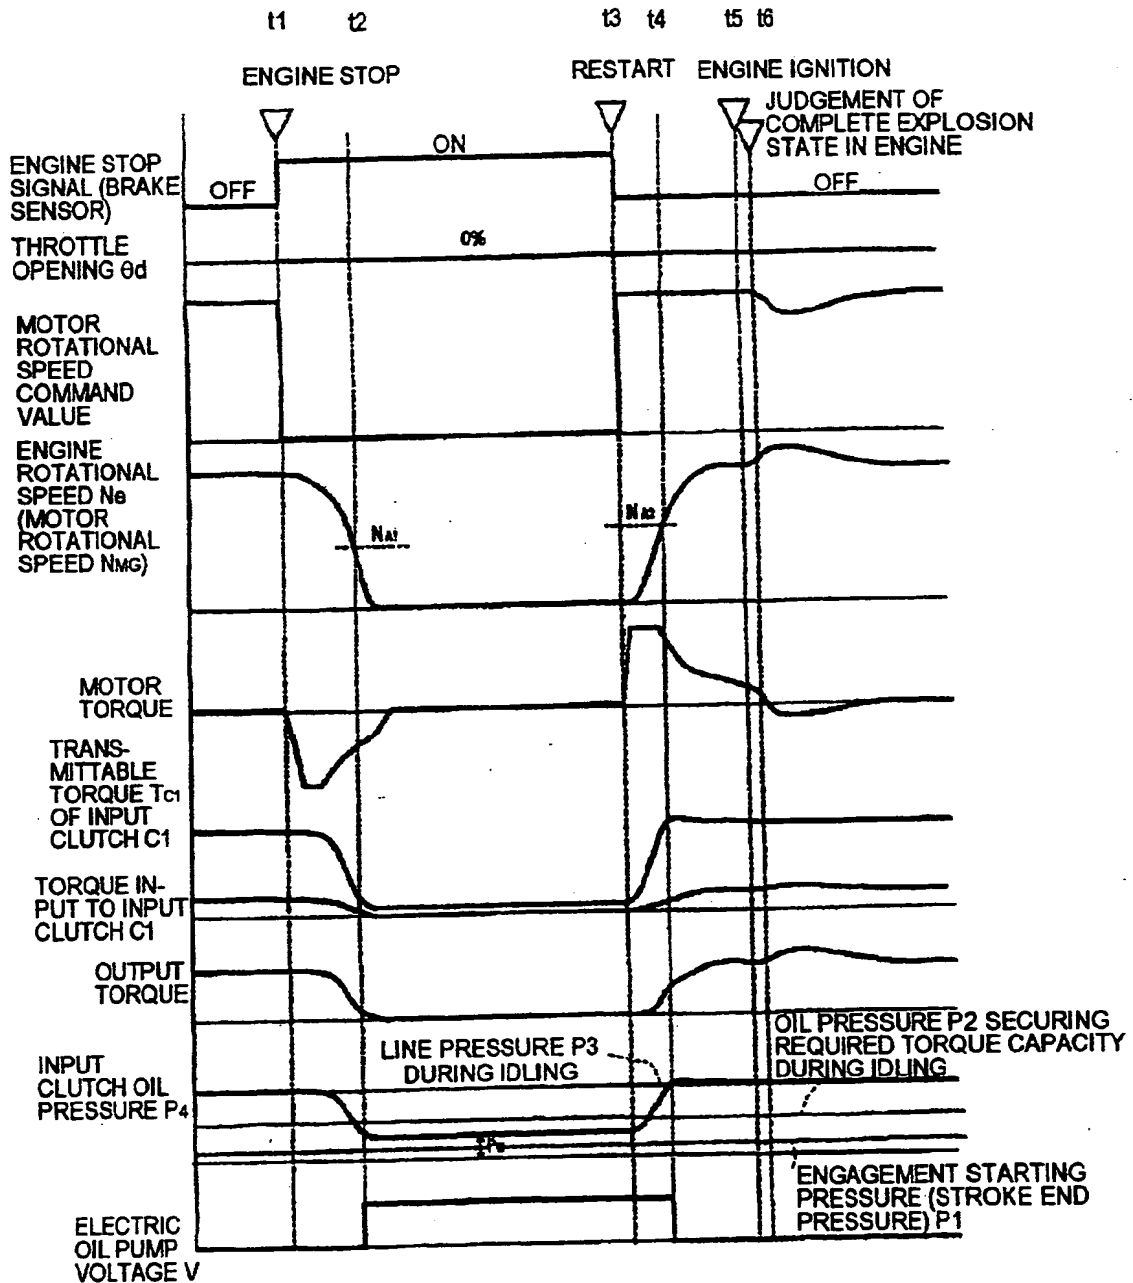 t1 t2 t3 t4 t5 t6
ENGINE STOP
RESTART
ENGINE IGNITION
JUDGEMENT OF
COMPLETE EXPLOSION
STATE IN ENGINE
ENGINE STOP
SIGNAL (BRAKE
SENSOR)
OFF
ON
OFF
THROTTLE
OPENING θd
0%
MOTOR
ROTATIONAL
SPEED
COMMAND
VALUE
ENGINE
ROTATIONAL
SPEED Ne
(MOTOR
ROTATIONAL
SPEED NMG)
NA1
NA2
MOTOR
TORQUE
TRANS-
MITTABLE
TORQUE TC1
OF INPUT
CLUTCH C1
TORQUE IN-
PUT TO INPUT
CLUTCH C1
OUTPUT
TORQUE
INPUT
CLUTCH OIL
PRESSURE P4
LINE PRESSURE P3
DURING IDLING
OIL PRESSURE P2 SECURING
REQUIRED TORQUE CAPACITY
DURING IDLING
ENGAGEMENT STARTING
PRESSURE (STROKE END
PRESSURE) P1
ELECTRIC
OIL PUMP
VOLTAGE V